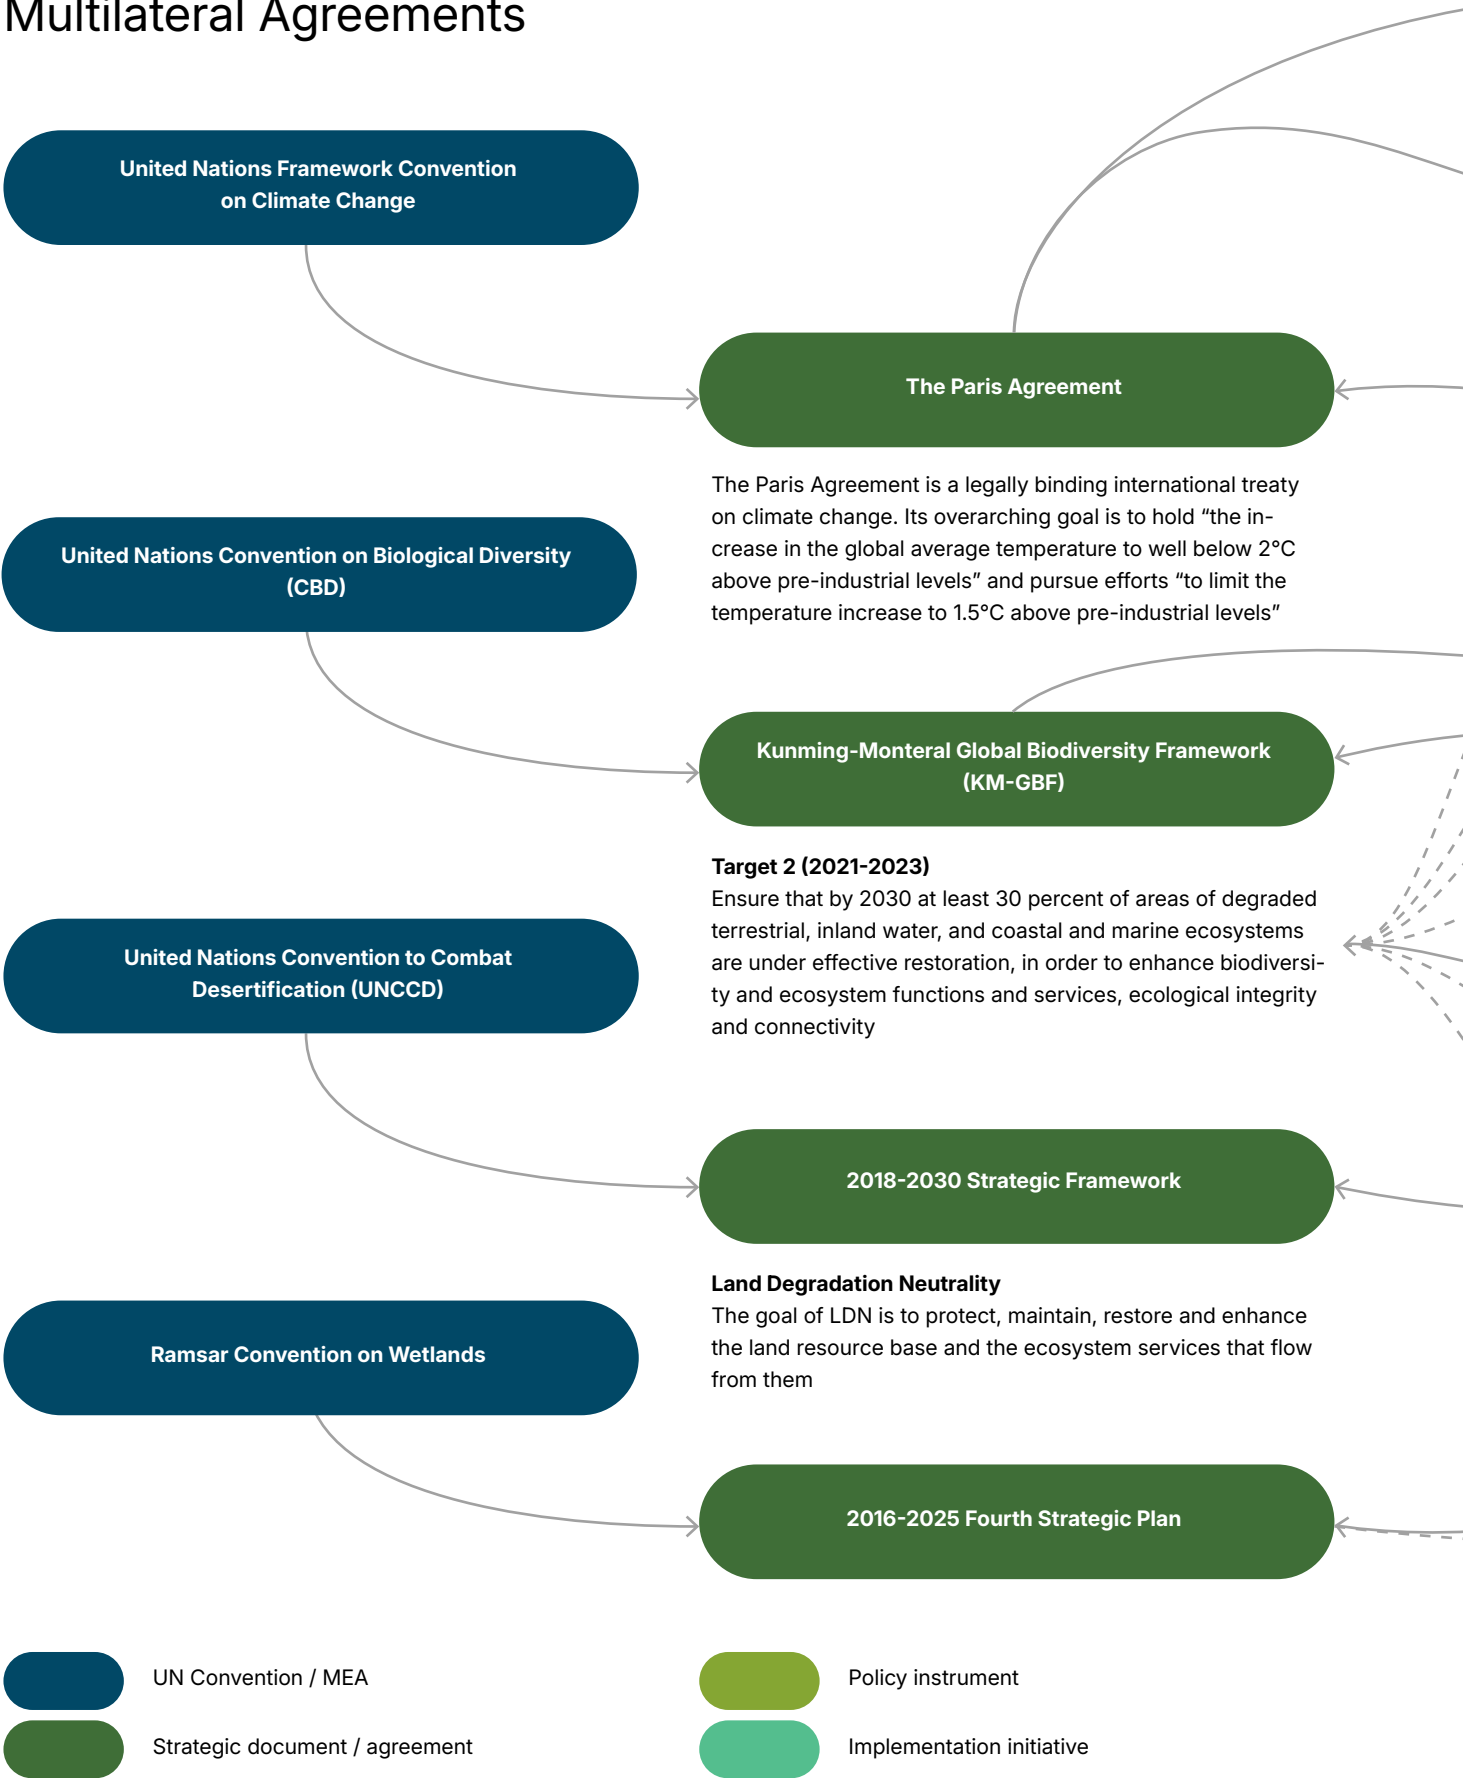 Multilateral Agreements
United Nations Framework Convention
on Climate Change
The Paris Agreement
The Paris Agreement is a legally binding international treaty
on climate change. Its overarching goal is to hold “the in-
crease in the global average temperature to well below 2°C
above pre-industrial levels” and pursue efforts “to limit the
temperature increase to 1.5°C above pre-industrial levels”
United Nations Convention on Biological Diversity
(CBD)
Kunming-Monteral Global Biodiversity Framework
(KM-GBF)
Target 2 (2021-2023)
Ensure that by 2030 at least 30 percent of areas of degraded
terrestrial, inland water, and coastal and marine ecosystems
are under effective restoration, in order to enhance biodiversi-
ty and ecosystem functions and services, ecological integrity
and connectivity
United Nations Convention to Combat
Desertification (UNCCD)
2018-2030 Strategic Framework
Land Degradation Neutrality
The goal of LDN is to protect, maintain, restore and enhance
the land resource base and the ecosystem services that flow
from them
Ramsar Convention on Wetlands
2016-2025 Fourth Strategic Plan
UN Convention / MEA
Policy instrument
Strategic document / agreement
Implementation initiative